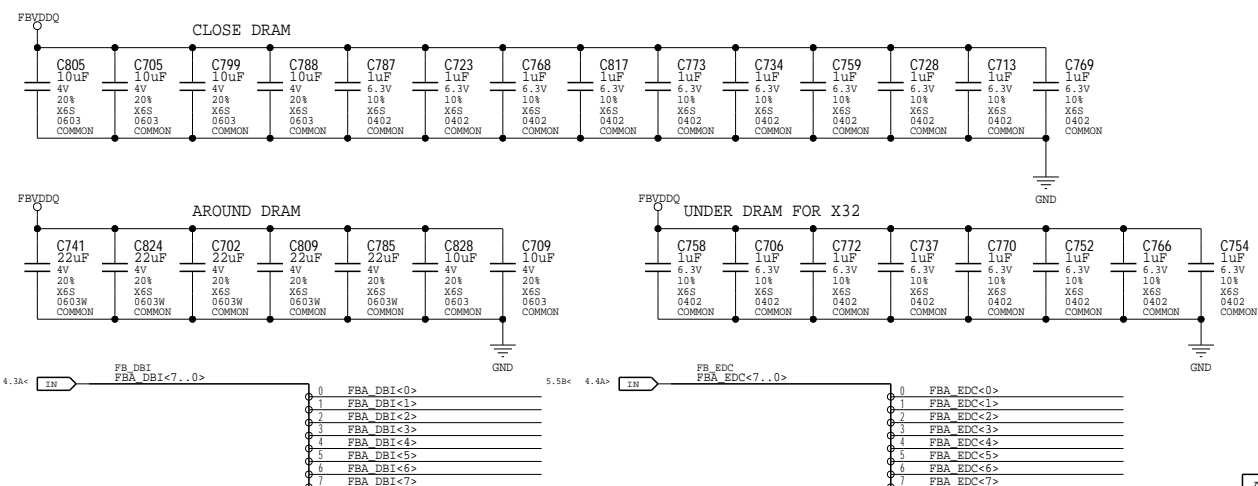 FBVDDQ
CLOSE DRAM
C805 C705 C799 C788 C787 C723 C768 C817 C773 C734 C759 C728 C713 C769
10uF 10uF 10uF 10uF 1uF 1uF 1uF 1uF 1uF 1uF 1uF 1uF 1uF 1uF
4V 4V 4V 4V 6.3V 6.3V 6.3V 6.3V 6.3V 6.3V 6.3V 6.3V 6.3V 6.3V
20% 20% 20% 20% 10% 10% 10% 10% 10% 10% 10% 10% 10% 10%
X6S X6S X6S X6S X6S X6S X6S X6S X6S X6S X6S X6S X6S X6S
0603 0603 0603 0603 0402 0402 0402 0402 0402 0402 0402 0402 0402 0402
COMMON COMMON COMMON COMMON COMMON COMMON COMMON COMMON COMMON COMMON COMMON COMMON COMMON COMMON
GND
FBVDDQ
AROUND DRAM
C741 C824 C702 C809 C785 C828 C709
22uF 22uF 22uF 22uF 22uF 10uF 10uF
4V 4V 4V 4V 4V 4V 4V
20% 20% 20% 20% 20% 20% 20%
X6S X6S X6S X6S X6S X6S X6S
0603W 0603W 0603W 0603W 0603W 0603 0603
COMMON COMMON COMMON COMMON COMMON COMMON COMMON
GND
FBVDDQ
UNDER DRAM FOR X32
C758 C706 C772 C737 C770 C752 C766 C754
1uF 1uF 1uF 1uF 1uF 1uF 1uF 1uF
6.3V 6.3V 6.3V 6.3V 6.3V 6.3V 6.3V 6.3V
10% 10% 10% 10% 10% 10% 10% 10%
X6S X6S X6S X6S X6S X6S X6S X6S
0402 0402 0402 0402 0402 0402 0402 0402
COMMON COMMON COMMON COMMON COMMON COMMON COMMON COMMON
GND
FB_DBI
4.3A< IN FBA_DBI<7..0>
0 FBA_DBI<0>
1 FBA_DBI<1>
2 FBA_DBI<2>
3 FBA_DBI<3>
4 FBA_DBI<4>
5 FBA_DBI<5>
6 FBA_DBI<6>
7 FBA_DBI<7>
FB_EDC
5.5B< 4.4A> IN FBA_EDC<7..0>
0 FBA_EDC<0>
1 FBA_EDC<1>
2 FBA_EDC<2>
3 FBA_EDC<3>
4 FBA_EDC<4>
5 FBA_EDC<5>
6 FBA_EDC<6>
7 FBA_EDC<7>